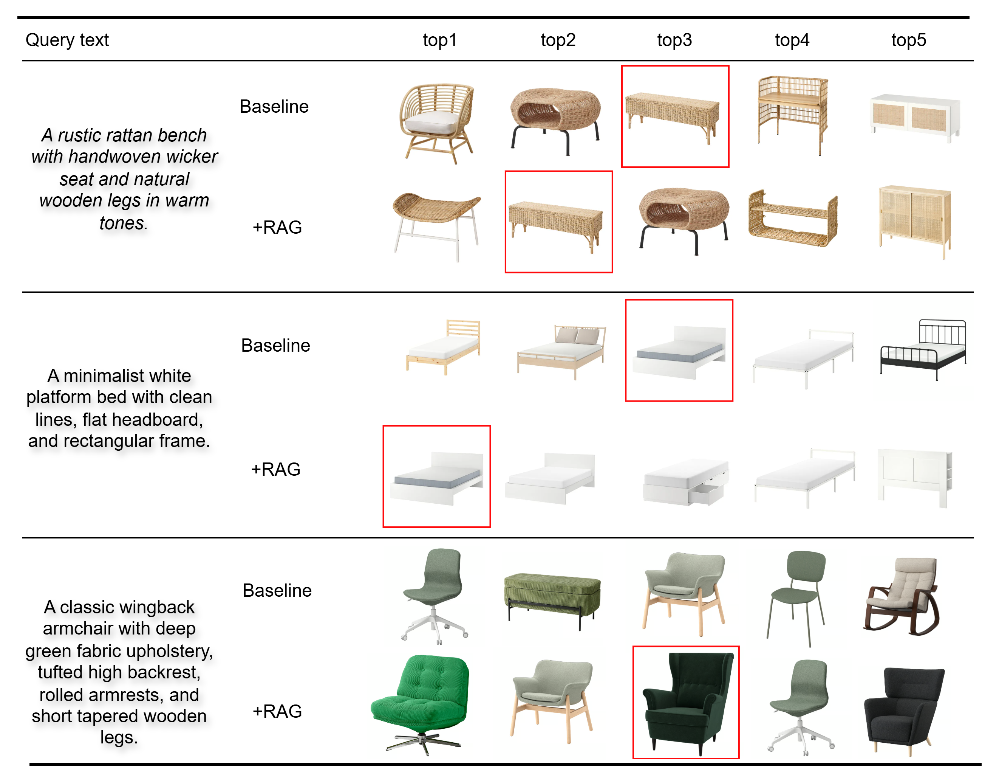 Query text top1 top2 top3 top4 top5
Baseline
A rustic rattan bench
with handwoven wicker
seat and natural
wooden legs in warm
tones.
+RAG
Baseline
A minimalist white
platform bed with clean
lines, flat headboard,
and rectangular frame.
+RAG
Baseline
A classic wingback
armchair with deep
green fabric upholstery,
tufted high backrest,
rolled armrests, and
short tapered wooden
legs.
+RAG